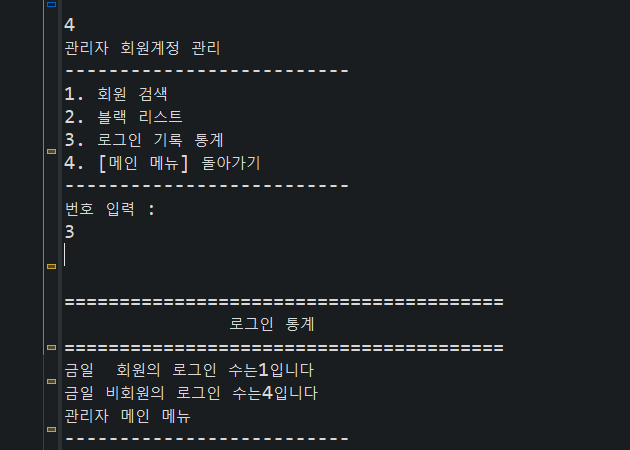 4
관리자 회원계정 관리
--------------------------
1. 회원 검색
2. 블랙 리스트
3. 로그인 기록 통계
4. [메인 메뉴] 돌아가기
--------------------------
번호 입력 :
3
========================================
로그인 통계
========================================
금일  회원의 로그인 수는1입니다
금일 비회원의 로그인 수는4입니다
관리자 메인 메뉴
--------------------------